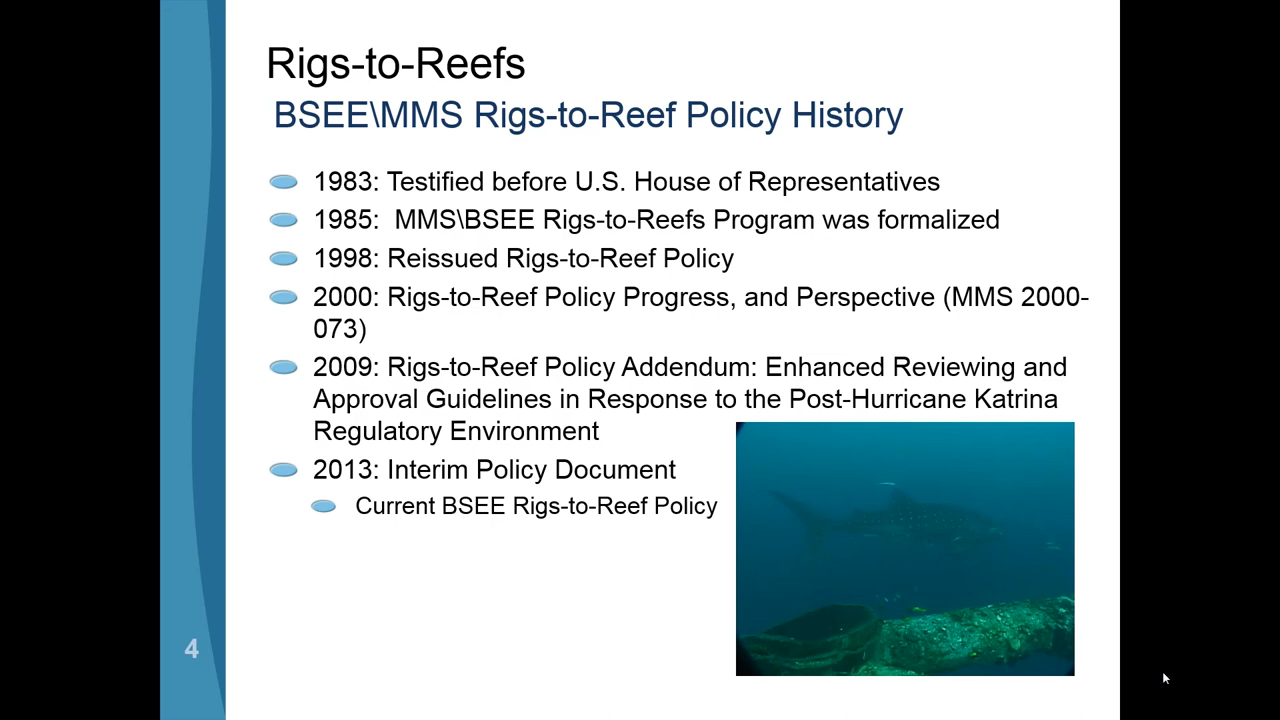 Rigs-to-Reefs
BSEE\MMS Rigs-to-Reef Policy History
1983: Testified before U.S. House of Representatives
1985:  MMS\BSEE Rigs-to-Reefs Program was formalized
1998: Reissued Rigs-to-Reef Policy
2000: Rigs-to-Reef Policy Progress, and Perspective (MMS 2000-
073)
2009: Rigs-to-Reef Policy Addendum: Enhanced Reviewing and
Approval Guidelines in Response to the Post-Hurricane Katrina
Regulatory Environment
2013: Interim Policy Document
Current BSEE Rigs-to-Reef Policy
4